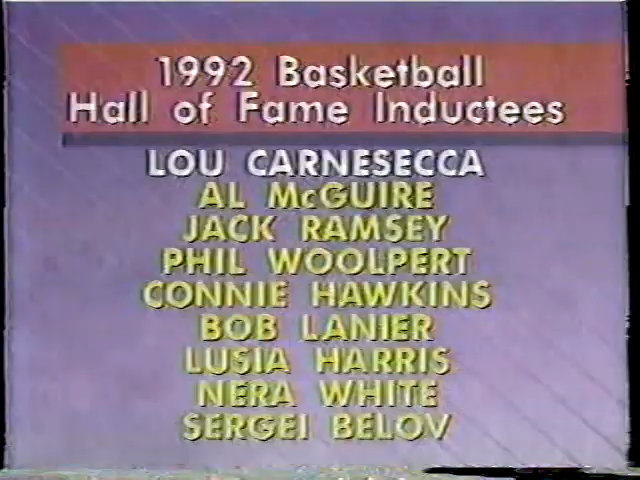 1992 Basketball
Hall of Fame Inductees
LOU CARNESECCA
AL McGUIRE
JACK RAMSEY
PHIL WOOLPERT
CONNIE HAWKINS
BOB LANIER
LUSIA HARRIS
NERA WHITE
SERGEI BELOV